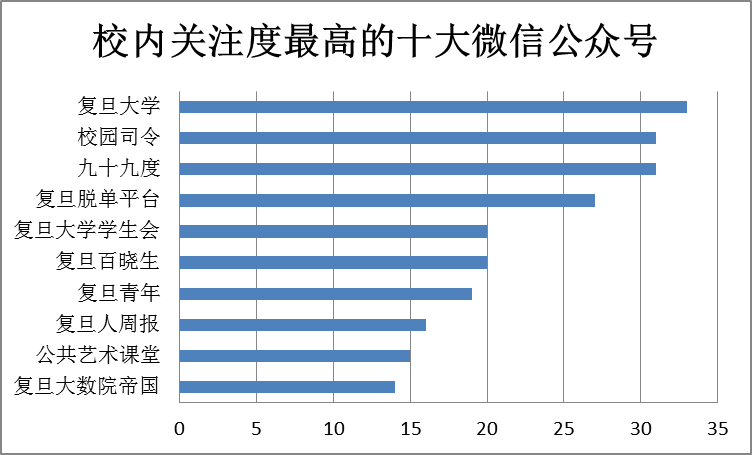 校内关注度最高的十大微信公众号
复旦大学
校园司令
九十九度
复旦脱单平台
复旦大学学生会
复旦百晓生
复旦青年
复旦人周报
公共艺术课堂
复旦大数院帝国
0 5 10 15 20 25 30 35